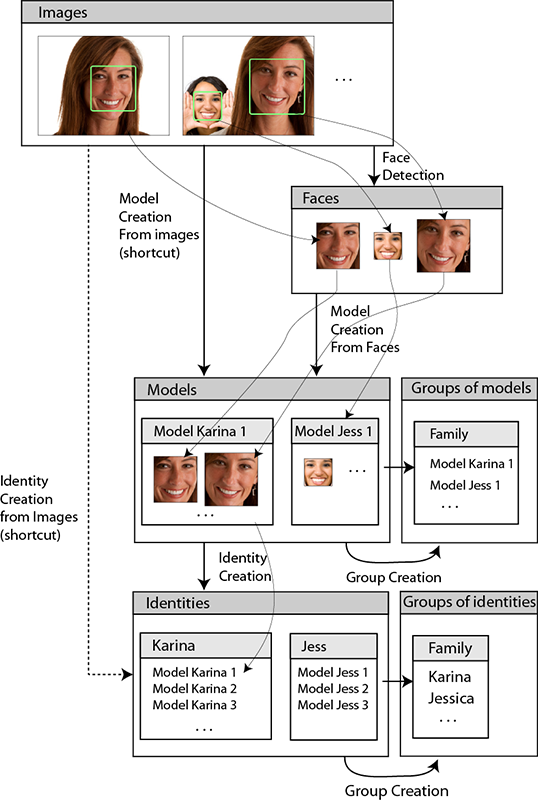 Images
...
Face
Detection
Model
Creation
From images
(shortcut)
Faces
Model
Creation
From Faces
Models
Groups of models
Model Karina 1
...
Model Jess 1
...
Family
Model Karina 1
Model Jess 1
...
Identity
Creation
from Images
(shortcut)
Identity
Creation
Group Creation
Identities
Groups of identities
Karina
Model Karina 1
Model Karina 2
Model Karina 3
...
Jess
Model Jess 1
Model Jess 2
Model Jess 3
Family
Karina
Jessica
...
Group Creation